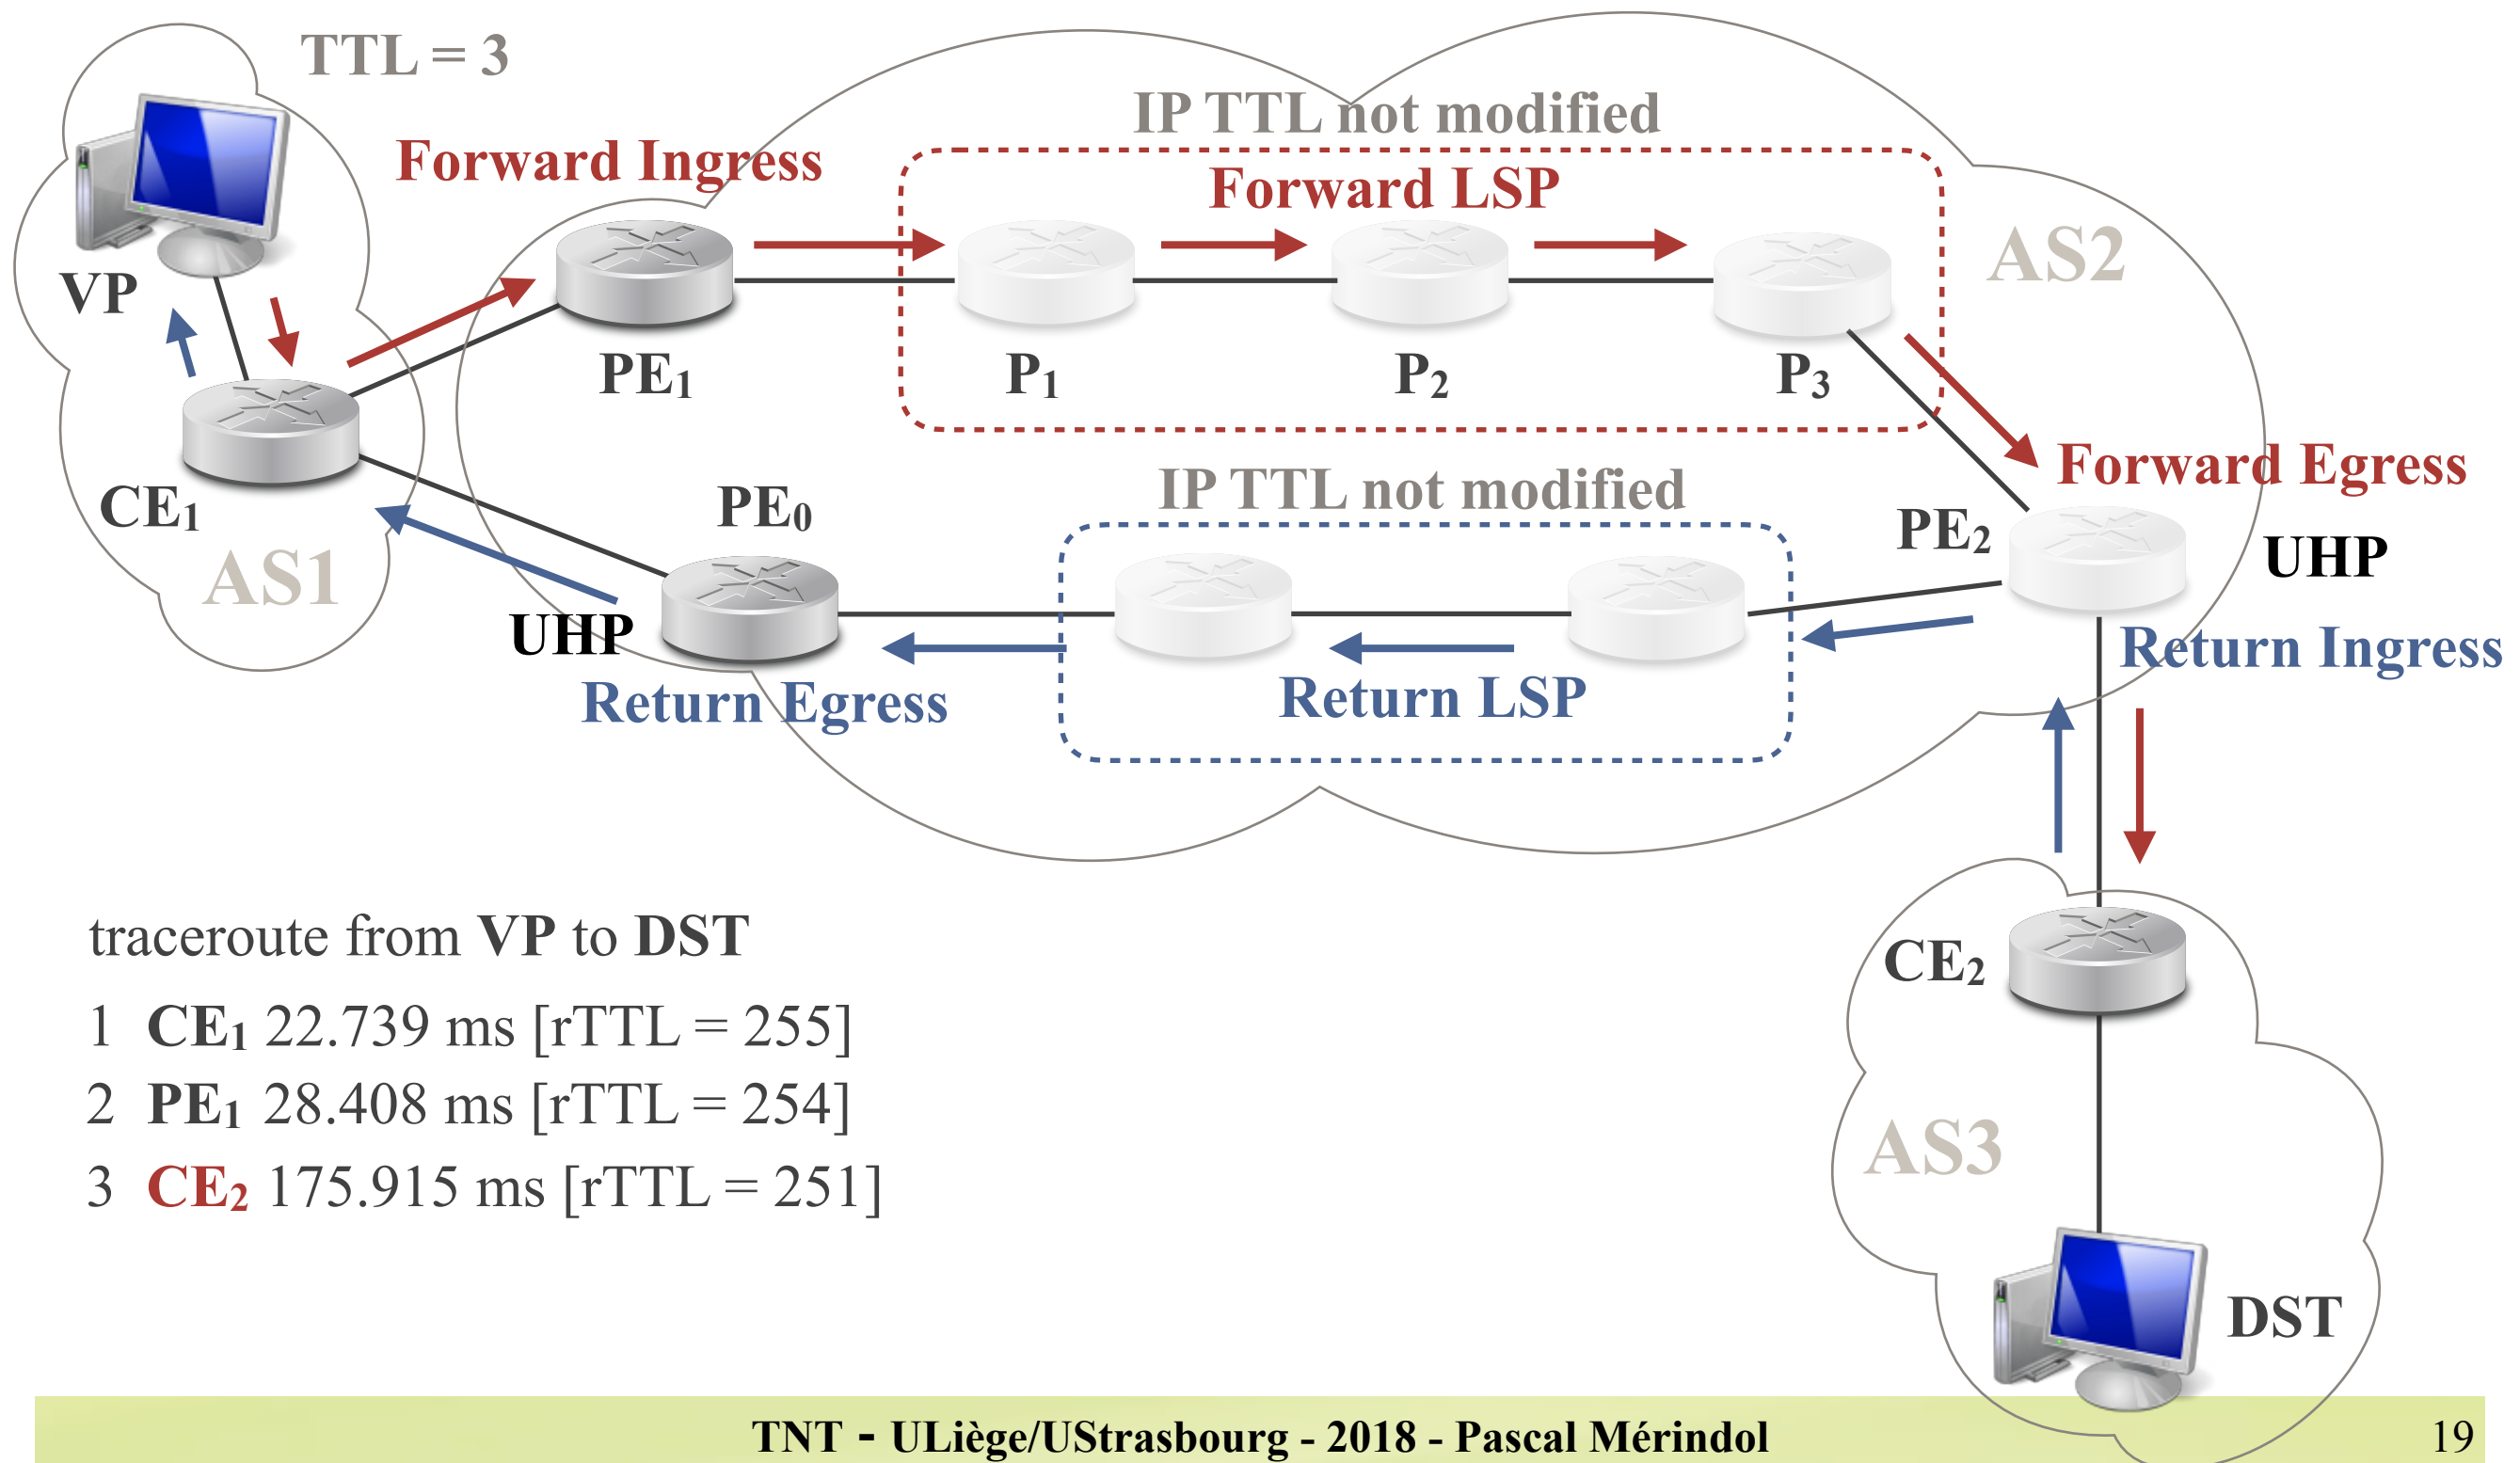 TTL = 3
IP TTL not modified
Forward Ingress
Forward LSP
AS2
VP
PE₁
P₁
P₂
P₃
Forward Egress
IP TTL not modified
CE₁
PE₀
PE₂
UHP
AS1
UHP
Return Ingress
Return Egress
Return LSP
traceroute from VP to DST
1 CE₁ 22.739 ms [rTTL = 255]
2 PE₁ 28.408 ms [rTTL = 254]
3 CE₂ 175.915 ms [rTTL = 251]
CE₂
AS3
DST
TNT - ULiège/UStrasbourg - 2018 - Pascal Mérindol
19